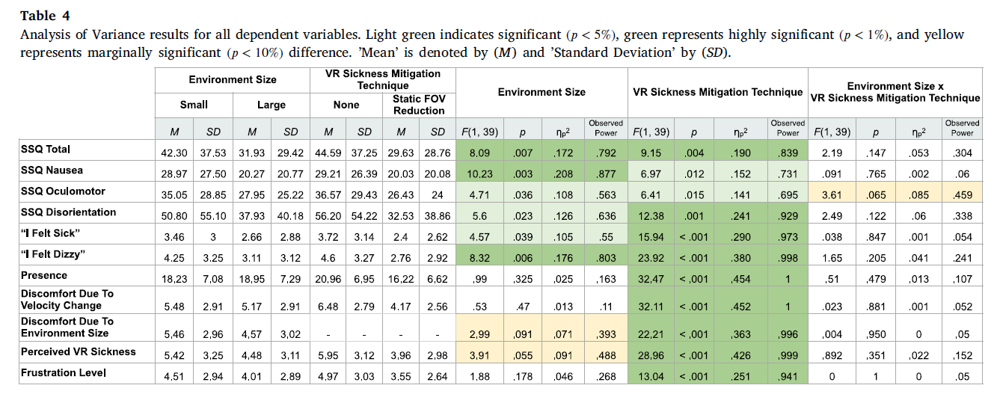 Table 4
Analysis of Variance results for all dependent variables. Light green indicates significant (p < 5%), green represents highly significant (p < 1%), and yellow
represents marginally significant (p < 10%) difference. 'Mean' is denoted by (M) and 'Standard Deviation' by (SD).
Environment Size
VR Sickness Mitigation
Technique
Environment Size
VR Sickness Mitigation Technique
Environment Size x
VR Sickness Mitigation Technique
Small Large None Static FOV
Reduction
M SD M SD M SD M SD F(1, 39) p ηp² Observed
Power F(1, 39) p ηp² Observed
Power F(1, 39) p ηp² Observed
Power
SSQ Total 42.30 37.53 31.93 29.42 44.59 37.25 29.63 28.76 8.09 .007 .172 .792 9.15 .004 .190 .839 2.19 .147 .053 .304
SSQ Nausea 28.97 27.50 20.27 20.77 29.21 26.39 20.03 20.08 10.23 .003 .208 .877 6.97 .012 .152 .731 .091 .765 .002 .06
SSQ Oculomotor 35.05 28.85 27.95 25.22 36.57 29.43 26.43 24 4.71 .036 .108 .563 6.41 .015 .141 .695 3.61 .065 .085 .459
SSQ Disorientation 50.80 55.10 37.93 40.18 56.20 54.22 32.53 38.86 5.6 .023 .126 .636 12.38 .001 .241 .929 2.49 .122 .06 .338
"I Felt Sick" 3.46 3 2.66 2.88 3.72 3.14 2.4 2.62 4.57 .039 .105 .55 15.94 < .001 .290 .973 .038 .847 .001 .054
"I Felt Dizzy" 4.25 3.25 3.11 3.12 4.6 3.27 2.76 2.92 8.32 .006 .176 .803 23.92 < .001 .380 .998 1.65 .205 .041 .241
Presence 18,23 7,08 18,95 7,29 20,96 6,95 16,22 6,62 ,99 ,325 ,025 ,163 32,47 < ,001 ,454 1 ,51 ,479 ,013 ,107
Discomfort Due To
Velocity Change 5.48 2.91 5.17 2.91 6.48 2.79 4.17 2.56 .53 .47 .013 .11 32.11 < .001 .452 1 .023 .881 .001 .052
Discomfort Due To
Environment Size 5,46 2,96 4,57 3,02 - - - - 2,99 ,091 ,071 ,393 22,21 < ,001 ,363 ,996 ,004 ,950 0 ,05
Perceived VR Sickness 5,42 3,25 4,48 3,11 5,95 3,12 3,96 2,98 3,91 ,055 ,091 ,488 28,96 < ,001 ,426 ,999 ,892 ,351 ,022 ,152
Frustration Level 4.51 2.94 4.01 2.89 4.97 3.03 3.55 2.64 1.88 .178 .046 .268 13.04 < .001 .251 .941 0 1 0 .05